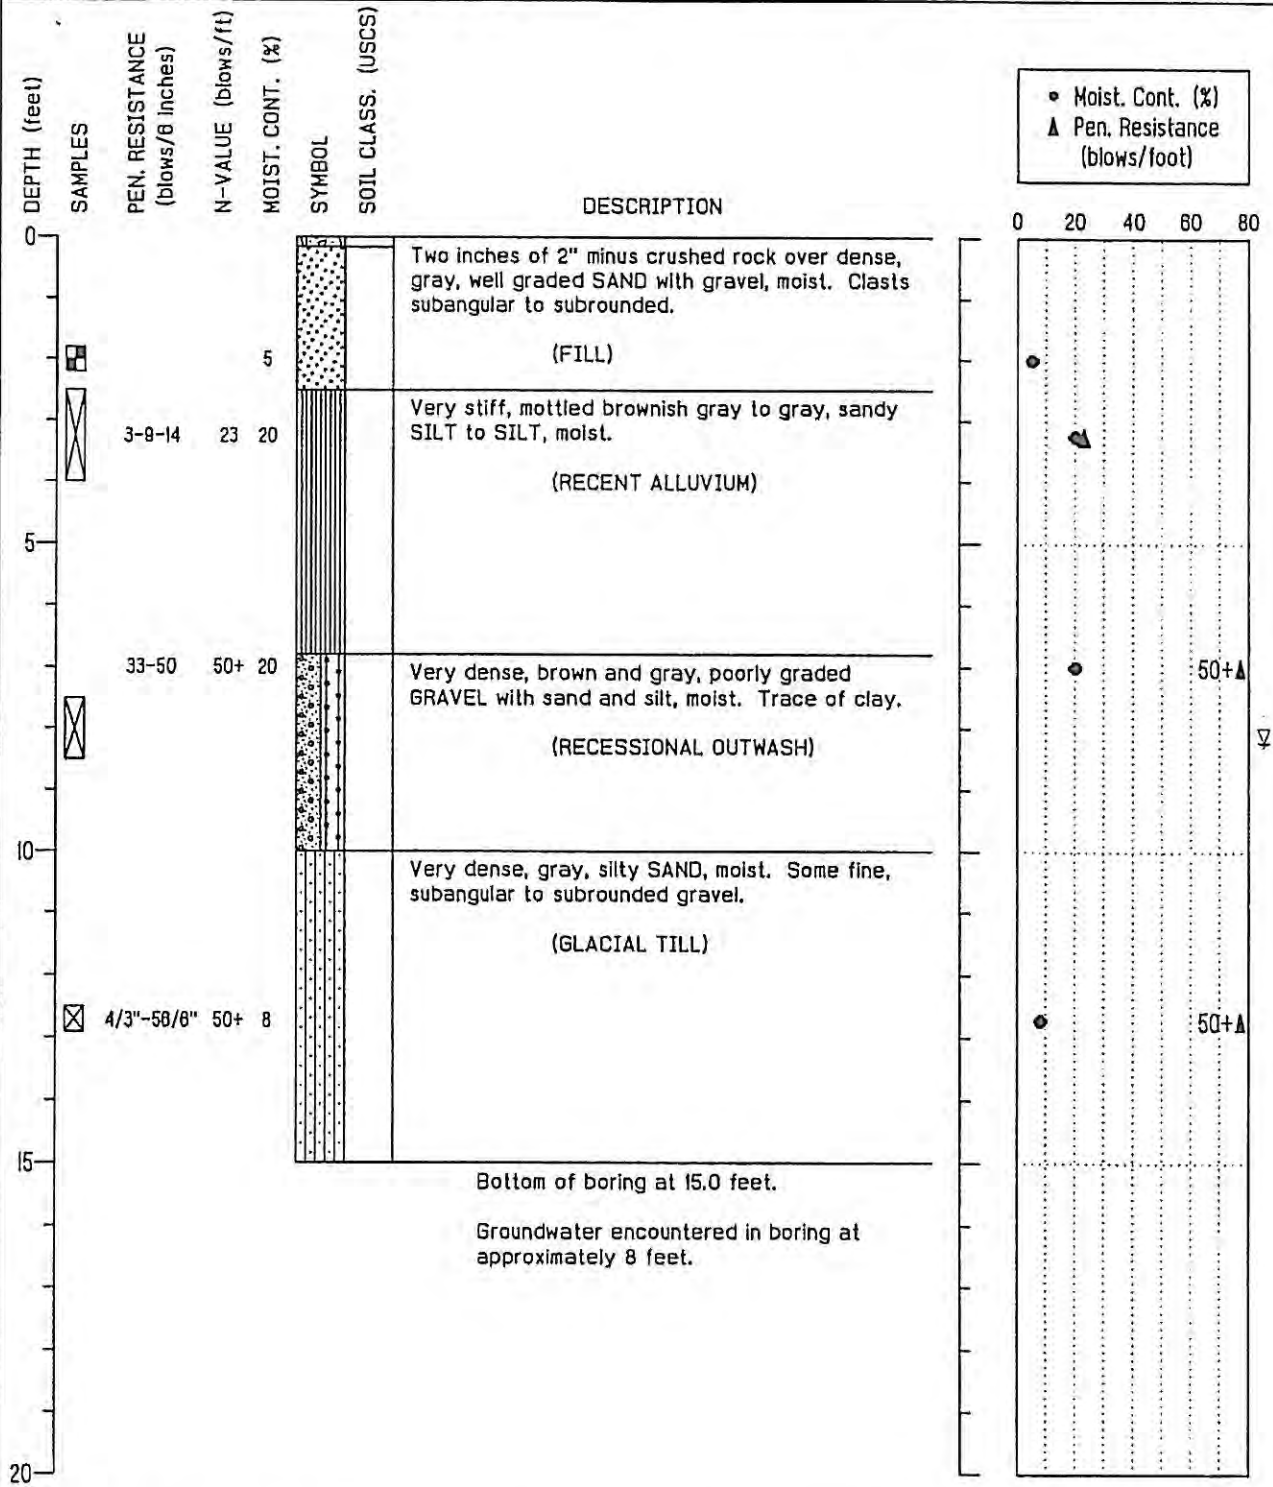 DEPTH (feet)
SAMPLES
PEN. RESISTANCE
(blows/6 inches)
N-VALUE (blows/ft)
MOIST. CONT. (%)
SYMBOL
SOIL CLASS. (USCS)
DESCRIPTION
Moist. Cont. (%)
Pen. Resistance
(blows/foot)
0 20 40 60 80
0
Two inches of 2" minus crushed rock over dense,
gray, well graded SAND with gravel, moist. Clasts
subangular to subrounded.
5 (FILL)
Very stiff, mottled brownish gray to gray, sandy
3-9-14 23 20 SILT to SILT, moist.
(RECENT ALLUVIUM)
5
33-50 50+ 20 Very dense, brown and gray, poorly graded 50+
GRAVEL with sand and silt, moist. Trace of clay.
(RECESSIONAL OUTWASH)
10
Very dense, gray, silty SAND, moist. Some fine,
subangular to subrounded gravel.
(GLACIAL TILL)
4/3"-56/6" 50+ 8 50+
15
Bottom of boring at 15.0 feet.
Groundwater encountered in boring at
approximately 8 feet.
20